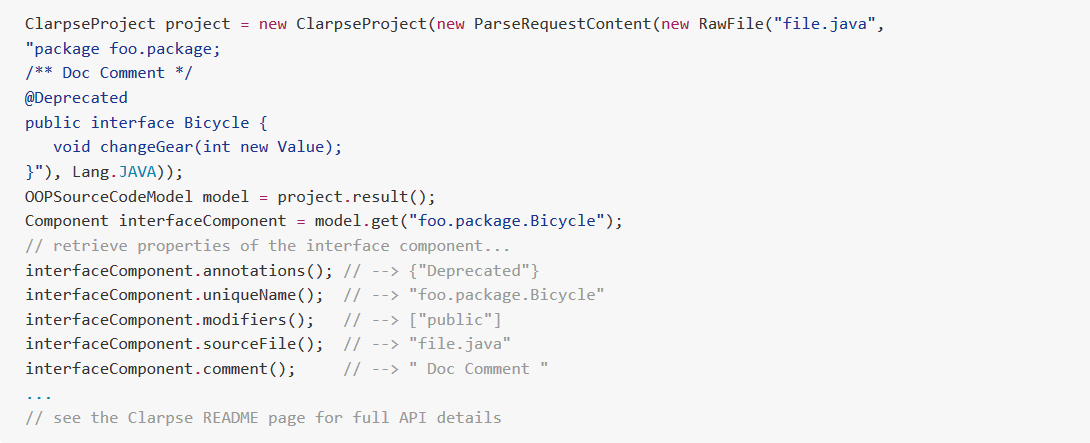 ClarpseProject project = new ClarpseProject(new ParseRequestContent(new RawFile("file.java",
"package foo.package;
/** Doc Comment */
@Deprecated
public interface Bicycle {
   void changeGear(int new Value);
}"), Lang.JAVA));
OOPSourceCodeModel model = project.result();
Component interfaceComponent = model.get("foo.package.Bicycle");
// retrieve properties of the interface component...
interfaceComponent.annotations(); // --> {"Deprecated"}
interfaceComponent.uniqueName();  // --> "foo.package.Bicycle"
interfaceComponent.modifiers();   // --> ["public"]
interfaceComponent.sourceFile();  // --> "file.java"
interfaceComponent.comment();     // --> " Doc Comment "
...
// see the Clarpse README page for full API details